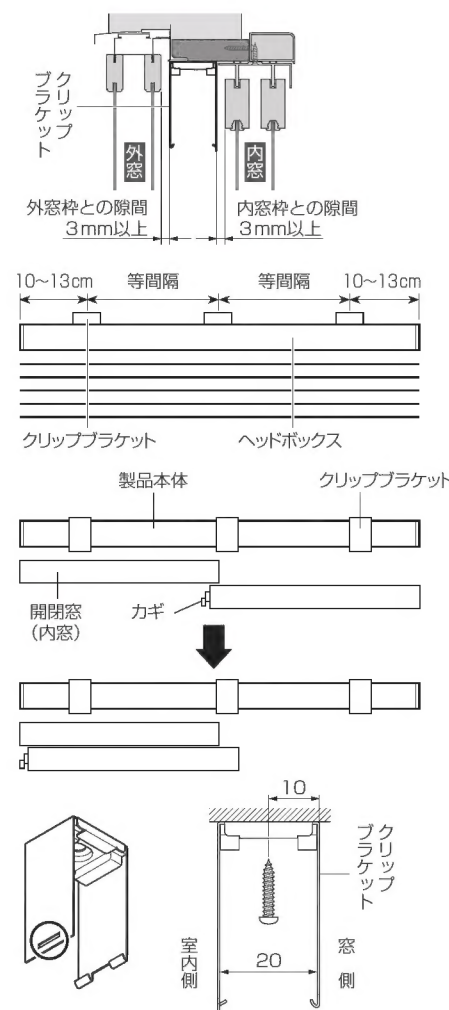 クリップブラケット
外窓
内窓
外窓枠との隙間
3mm以上
内窓枠との隙間
3mm以上
10~13cm
等間隔
等間隔
10~13cm
クリップブラケット
ヘッドボックス
製品本体
クリップブラケット
開閉窓
(内窓)
カギ
10
クリップブラケット
室内側
20
窓側